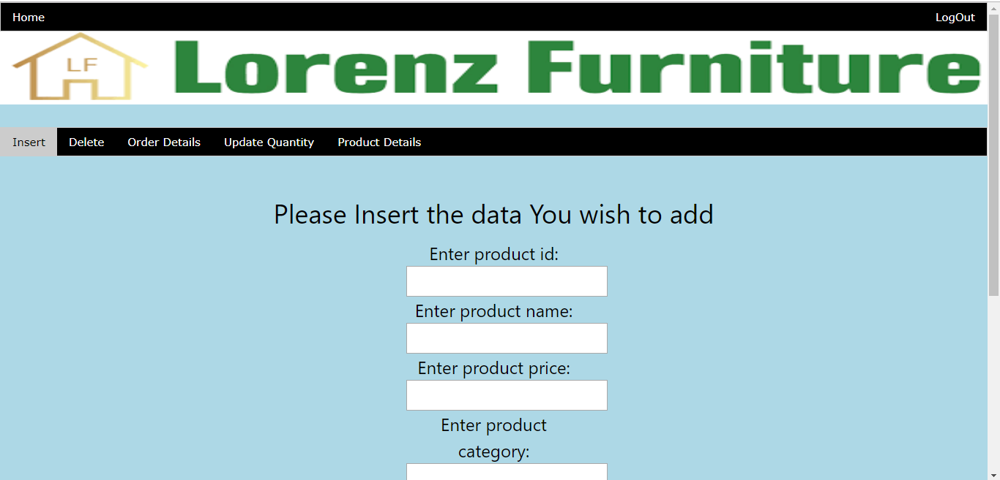 Home LogOut
LF Lorenz Furniture
Insert Delete Order Details Update Quantity Product Details
Please Insert the data You wish to add
Enter product id:
Enter product name:
Enter product price:
Enter product
category: